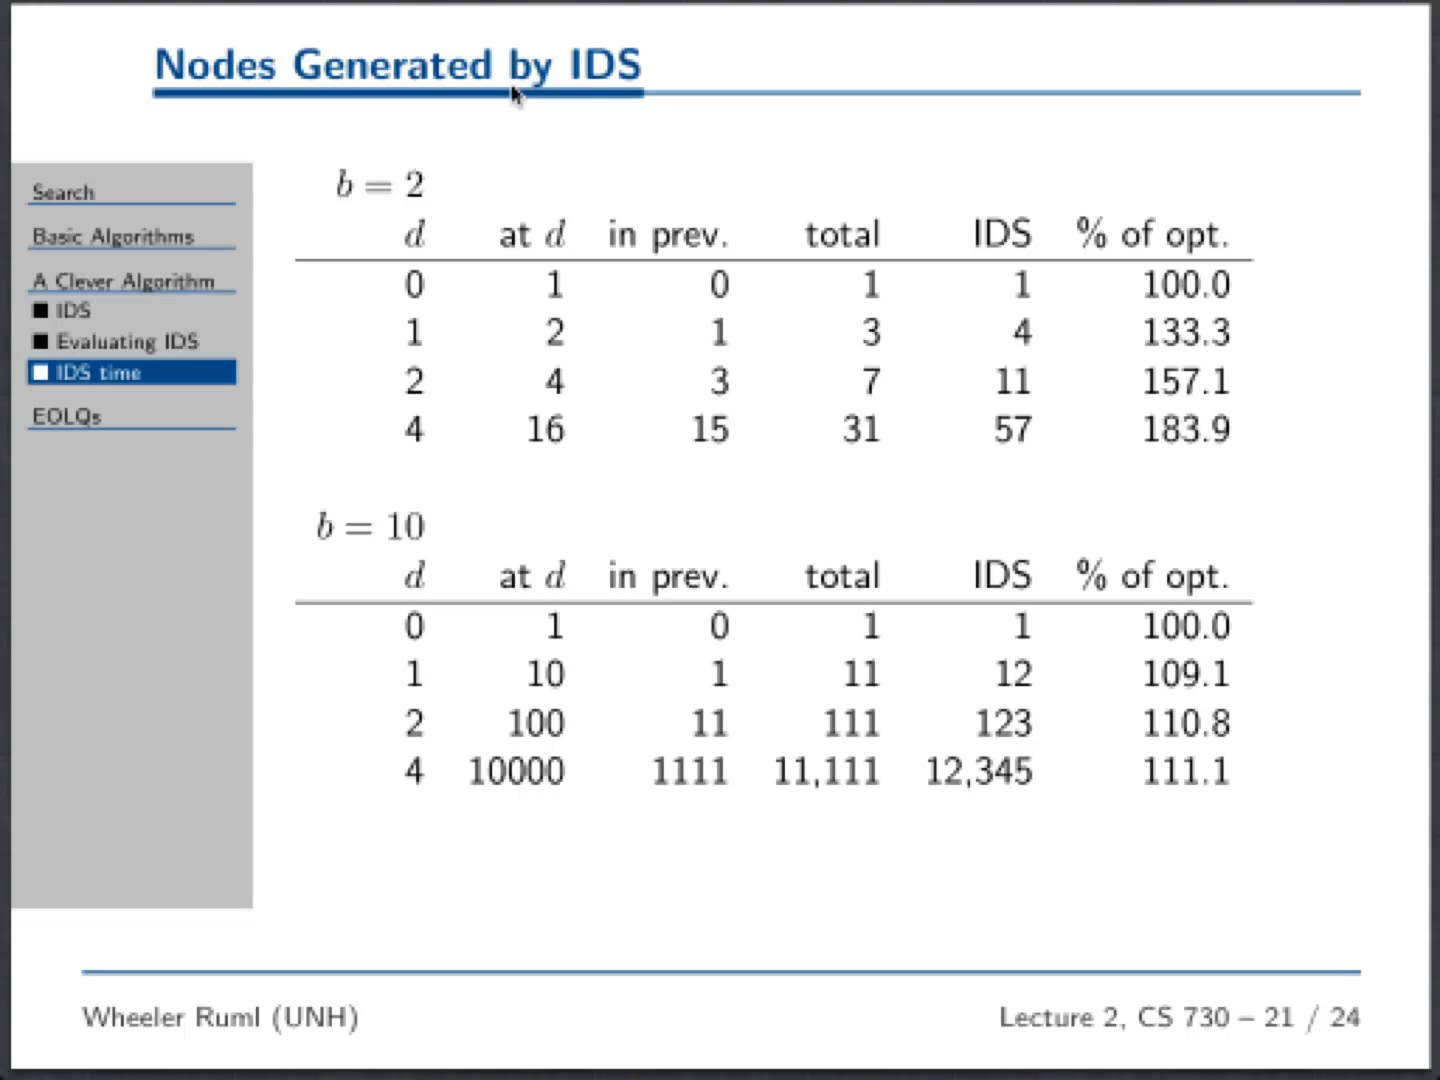 Nodes Generated by IDS
Search
Basic Algorithms
A Clever Algorithm
IDS
Evaluating IDS
IDS time
EOLQs
b = 2
d at d in prev. total IDS % of opt.
0 1 0 1 1 100.0
1 2 1 3 4 133.3
2 4 3 7 11 157.1
4 16 15 31 57 183.9
b = 10
d at d in prev. total IDS % of opt.
0 1 0 1 1 100.0
1 10 1 11 12 109.1
2 100 11 111 123 110.8
4 10000 1111 11,111 12,345 111.1
Wheeler Ruml (UNH)
Lecture 2, CS 730 – 21 / 24